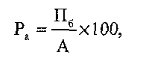 Pₐ = Пб/А × 100,